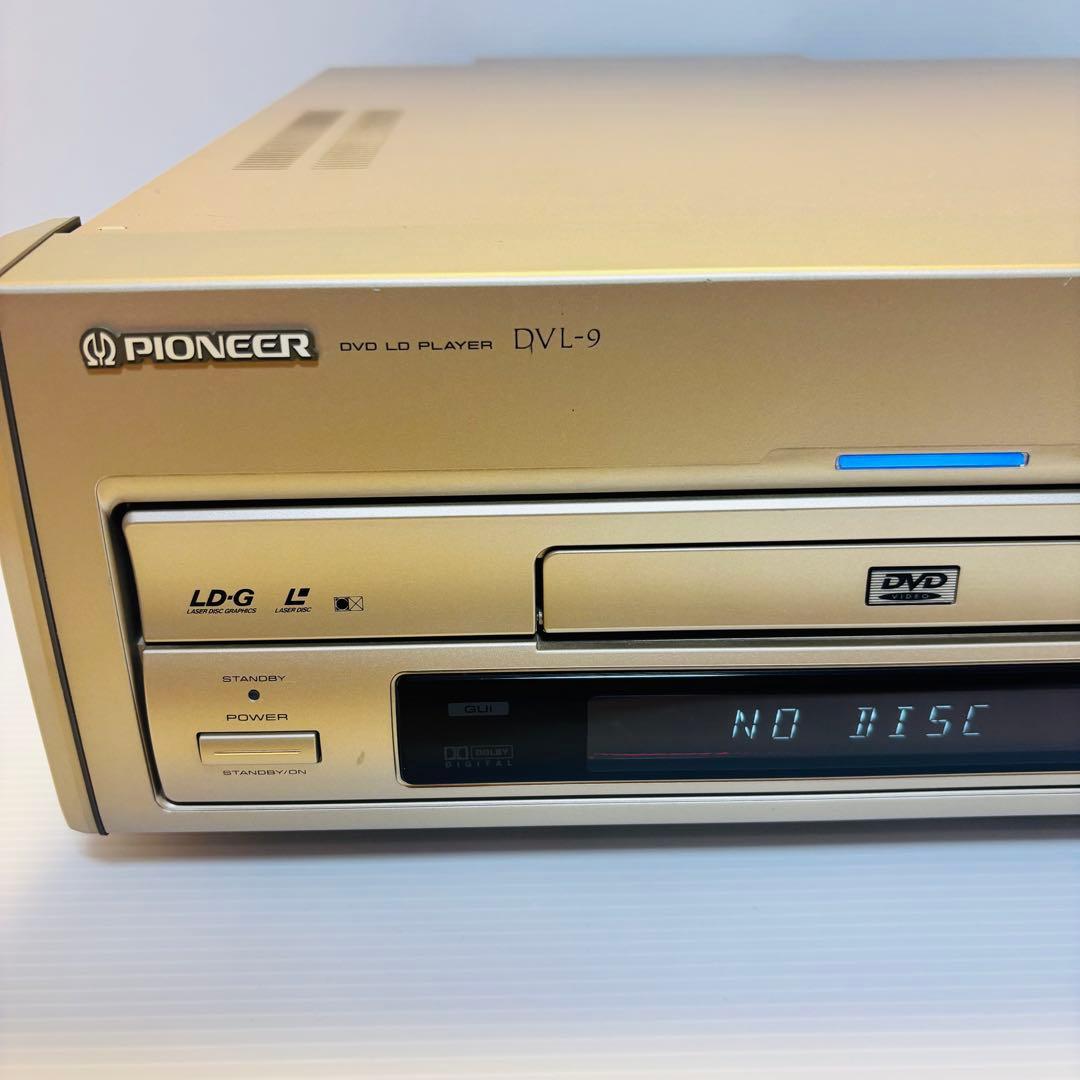 PIONEER DVD LD PLAYER DVL-9
LD-G LASER DISC GRAPHICS
L LASER DISC
DVD VIDEO
STANDBY
POWER
STANDBY/ON
GUI
DOLBY DIGITAL
NO DISC